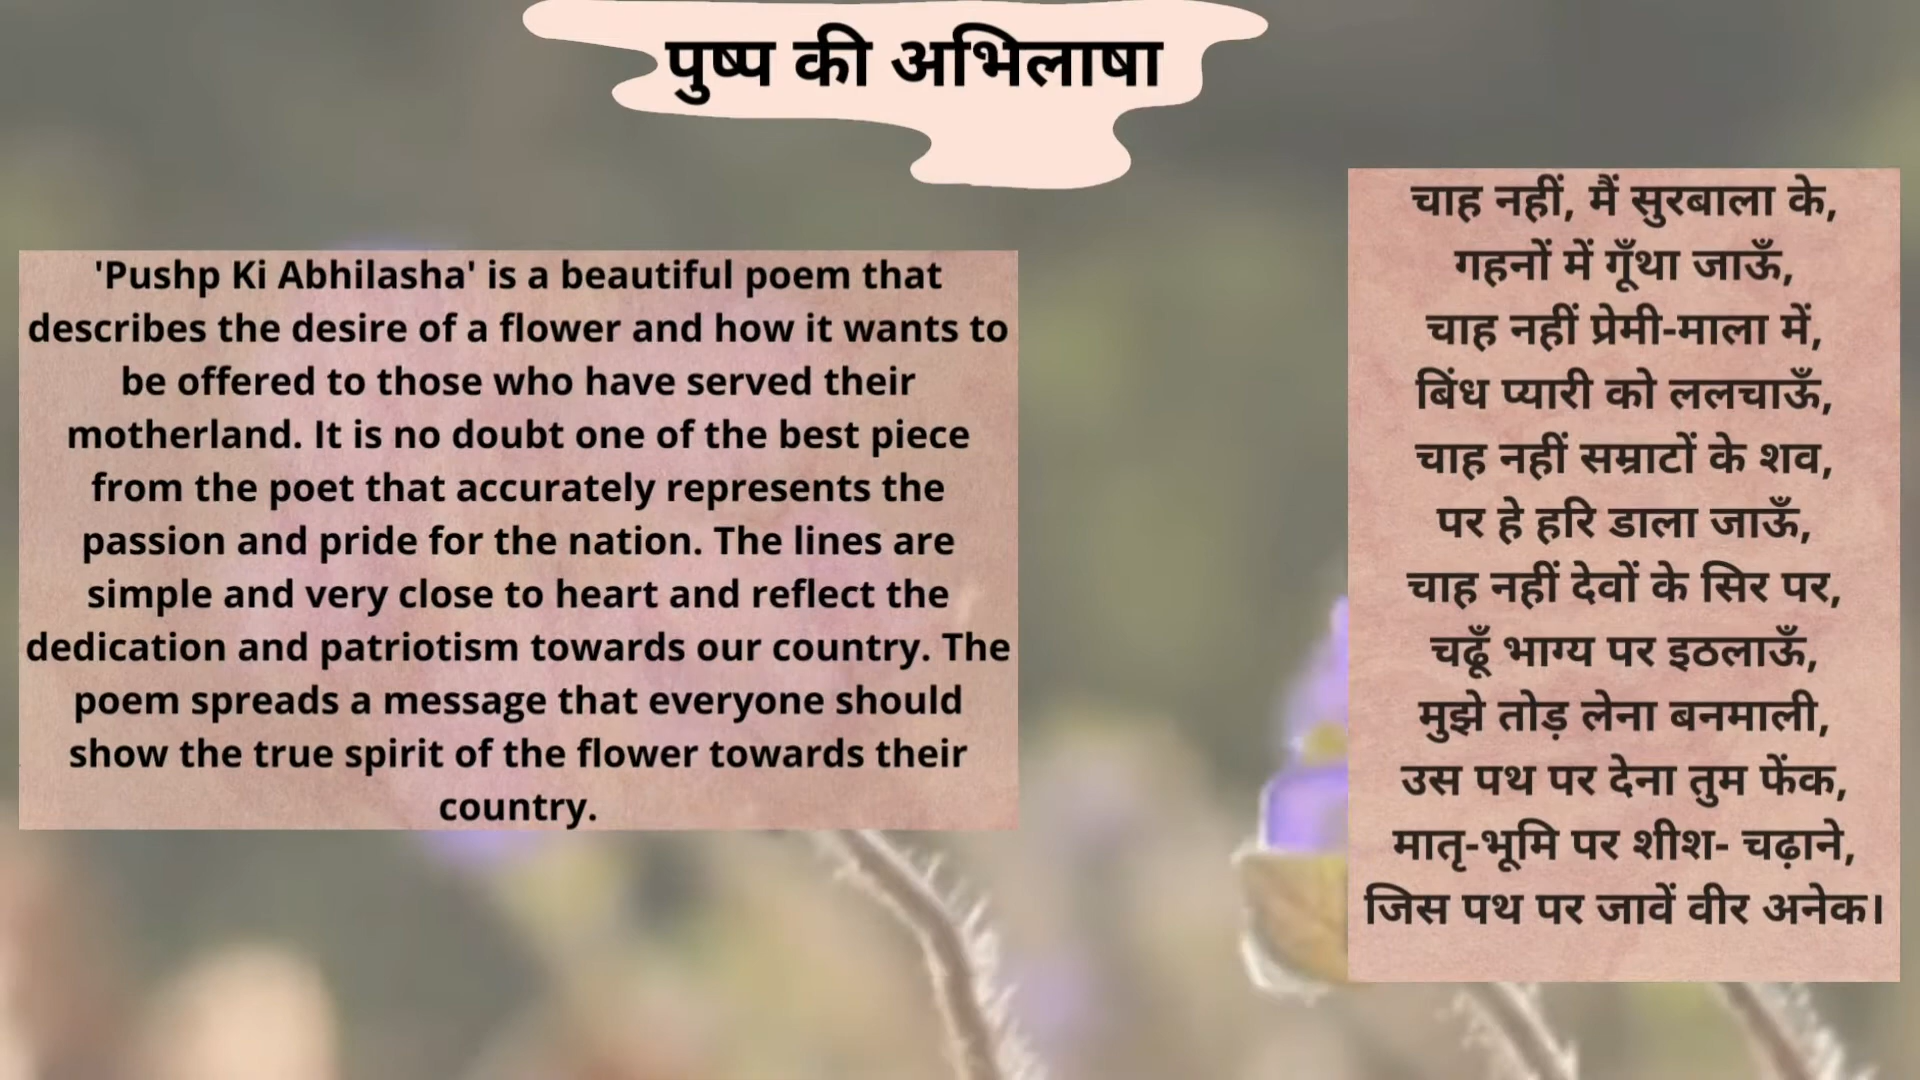 पुष्प की अभिलाषा
'Pushp Ki Abhilasha' is a beautiful poem that
describes the desire of a flower and how it wants to
be offered to those who have served their
motherland. It is no doubt one of the best piece
from the poet that accurately represents the
passion and pride for the nation. The lines are
simple and very close to heart and reflect the
dedication and patriotism towards our country. The
poem spreads a message that everyone should
show the true spirit of the flower towards their
country.
चाह नहीं, मैं सुरबाला के,
गहनों में गूँथा जाऊँ,
चाह नहीं प्रेमी-माला में,
बिंध प्यारी को ललचाऊँ,
चाह नहीं सम्राटों के शव,
पर हे हरि डाला जाऊँ,
चाह नहीं देवों के सिर पर,
चढ़ूँ भाग्य पर इठलाऊँ,
मुझे तोड़ लेना बनमाली,
उस पथ पर देना तुम फेंक,
मातृ-भूमि पर शीश- चढ़ाने,
जिस पथ पर जावें वीर अनेक।